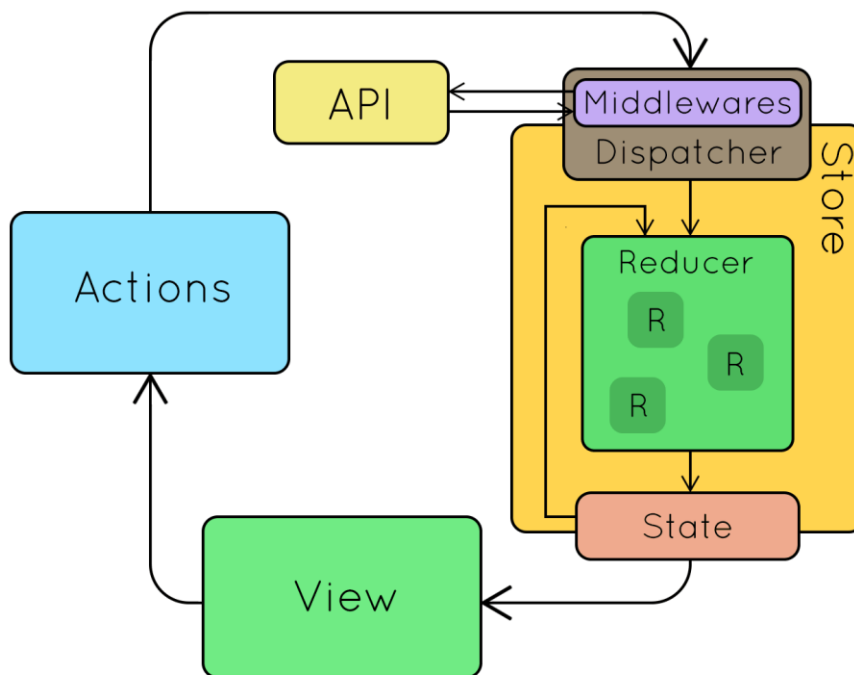 API
Middlewares
Dispatcher
Store
Actions
Reducer
R
R
R
State
View